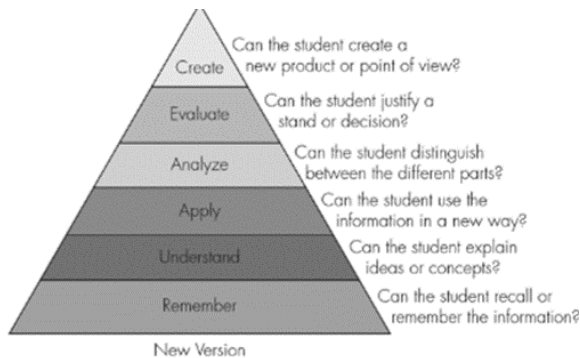 Can the student create a
new product or point of view?
Create
Can the student justify a
stand or decision?
Evaluate
Can the student distinguish
between the different parts?
Analyze
Can the student use the
information in a new way?
Apply
Can the student explain
ideas or concepts?
Understand
Can the student recall or
remember the information?
Remember
New Version